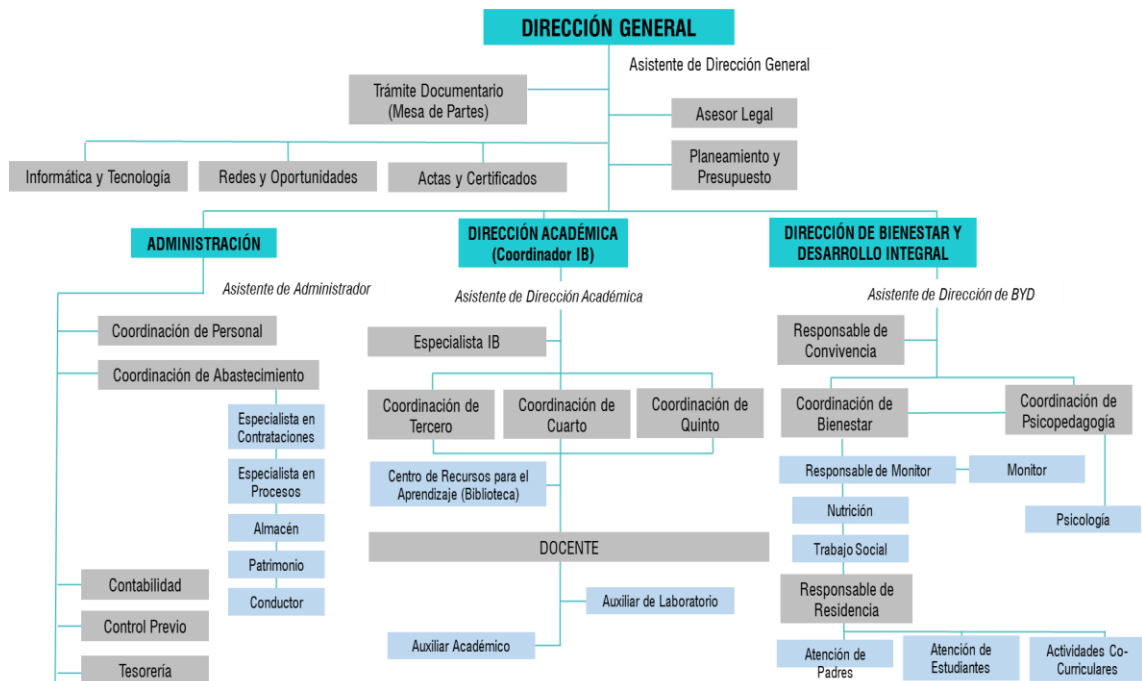 DIRECCIÓN GENERAL
Asistente de Dirección General
Trámite Documentario
(Mesa de Partes)
Asesor Legal
Informática y Tecnología
Redes y Oportunidades
Actas y Certificados
Planeamiento y
Presupuesto
ADMINISTRACIÓN
DIRECCIÓN ACADÉMICA
(Coordinador IB)
DIRECCIÓN DE BIENESTAR Y
DESARROLLO INTEGRAL
Asistente de Administrador
Asistente de Dirección Académica
Asistente de Dirección de BYD
Coordinación de Personal
Coordinación de Abastecimiento
Especialista en
Contrataciones
Especialista en
Procesos
Almacén
Patrimonio
Conductor
Contabilidad
Control Previo
Tesorería
Especialista IB
Coordinación de
Tercero
Coordinación de
Cuarto
Coordinación de
Quinto
Centro de Recursos para el
Aprendizaje (Biblioteca)
DOCENTE
Auxiliar de Laboratorio
Auxiliar Académico
Responsable de
Convivencia
Coordinación de
Bienestar
Coordinación de
Psicopedagogía
Responsable de Monitor
Monitor
Nutrición
Trabajo Social
Psicología
Responsable de
Residencia
Atención de
Padres
Atención de
Estudiantes
Actividades Co-
Curriculares